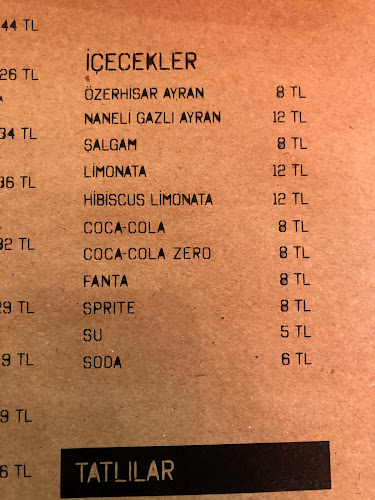 44 TL
26 TL
34 TL
36 TL
32 TL
29 TL
9 TL
9 TL
6 TL
İÇECEKLER
ÖZERHİSAR AYRAN 8 TL
NANELİ GAZLI AYRAN 12 TL
ŞALGAM 8 TL
LİMONATA 12 TL
HİBİSCUS LİMONATA 12 TL
COCA-COLA 8 TL
COCA-COLA ZERO 8 TL
FANTA 8 TL
SPRITE 8 TL
SU 5 TL
SODA 6 TL
TATLILAR